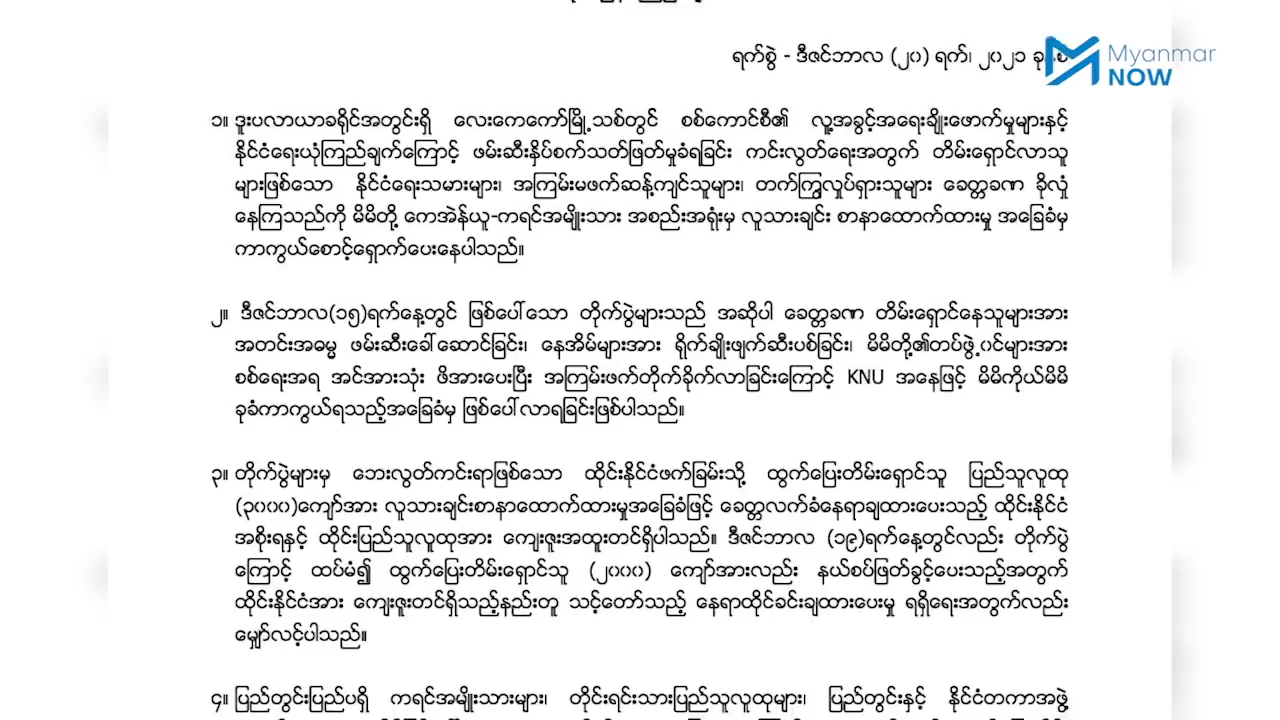 ရက်စွဲ - ဒီဇင်ဘာလ (၂၀) ရက်၊ ၂၀၂၁
Myanmar
NOW
၁။ ဒူးပလာယာခရိုင်အတွင်းရှိ လေးကေကော်မြို့သစ်တွင် စစ်ကောင်စီ၏ လူ့အခွင့်အရေးချိုးဖောက်မှုများနှင့်
နိုင်ငံရေးယုံကြည်ချက်ကြောင့် ဖမ်းဆီးနှိပ်စက်သတ်ဖြတ်မှုခံရခြင်း ကင်းလွတ်ရေးအတွက် တိမ်းရှောင်လာသူ
များဖြစ်သော နိုင်ငံရေးသမားများ၊ အကြမ်းမဖက်ဆန့်ကျင်သူများ၊ တက်ကြွလှုပ်ရှားသူများ ခေတ္တခဏ ခိုလှုံ
နေကြသည်ကို မိမိတို့ ကေအဲန်ယူ-ကရင်အမျိုးသား အစည်းအရုံးမှ လူသားချင်း စာနာထောက်ထားမှု အခြေခံမှ
ကာကွယ်စောင့်ရှောက်ပေးနေပါသည်။
၂။ ဒီဇင်ဘာလ(၁၅)ရက်နေ့တွင် ဖြစ်ပေါ်သော တိုက်ပွဲများသည် အဆိုပါ ခေတ္တခဏ တိမ်းရှောင်နေသူများအား
အတင်းအဓမ္မ ဖမ်းဆီးခေါ်ဆောင်ခြင်း၊ နေအိမ်များအား ရိုက်ချိုးဖျက်ဆီးပစ်ခြင်း၊ မိမိတို့၏တပ်ဖွဲ့ဝင်များအား
စစ်ရေးအရ အင်အားသုံး ဖိအားပေးပြီး အကြမ်းဖက်တိုက်ခိုက်လာခြင်းကြောင့် KNU အနေဖြင့် မိမိကိုယ်မိမိ
ခုခံကာကွယ်ရသည့်အခြေခံမှ ဖြစ်ပေါ်လာရခြင်းဖြစ်ပါသည်။
၃။ တိုက်ပွဲများမှ ဘေးလွတ်ကင်းရာဖြစ်သော ထိုင်းနိုင်ငံဖက်ခြမ်းသို့ ထွက်ပြေးတိမ်းရှောင်သူ ပြည်သူလူထု
(၃၀၀၀)ကျော်အား လူသားချင်းစာနာထောက်ထားမှုအခြေခံဖြင့် ခေတ္တလက်ခံနေရာချထားပေးသည့် ထိုင်းနိုင်ငံ
အစိုးရနှင့် ထိုင်းပြည်သူလူထုအား ကျေးဇူးအထူးတင်ရှိပါသည်။ ဒီဇင်ဘာလ (၁၉)ရက်နေ့တွင်လည်း တိုက်ပွဲ
ကြောင့် ထပ်မံ၍ ထွက်ပြေးတိမ်းရှောင်သူ (၂၀၀၀) ကျော်အားလည်း နယ်စပ်ဖြတ်ခွင့်ပေးသည့်အတွက်
ထိုင်းနိုင်ငံအား ကျေးဇူးတင်ရှိသည့်နည်းတူ သင့်တော်သည့် နေရာထိုင်ခင်းချထားပေးမှု ရရှိရေးအတွက်လည်း
မျှော်လင့်ပါသည်။
၄။ ပြည်တွင်းပြည်ပရှိ ကရင်အမျိုးသားများ၊ တိုင်းရင်းသားပြည်သူလူထုများ၊ ပြည်တွင်းနှင့် နိုင်ငံတကာအဖွဲ့